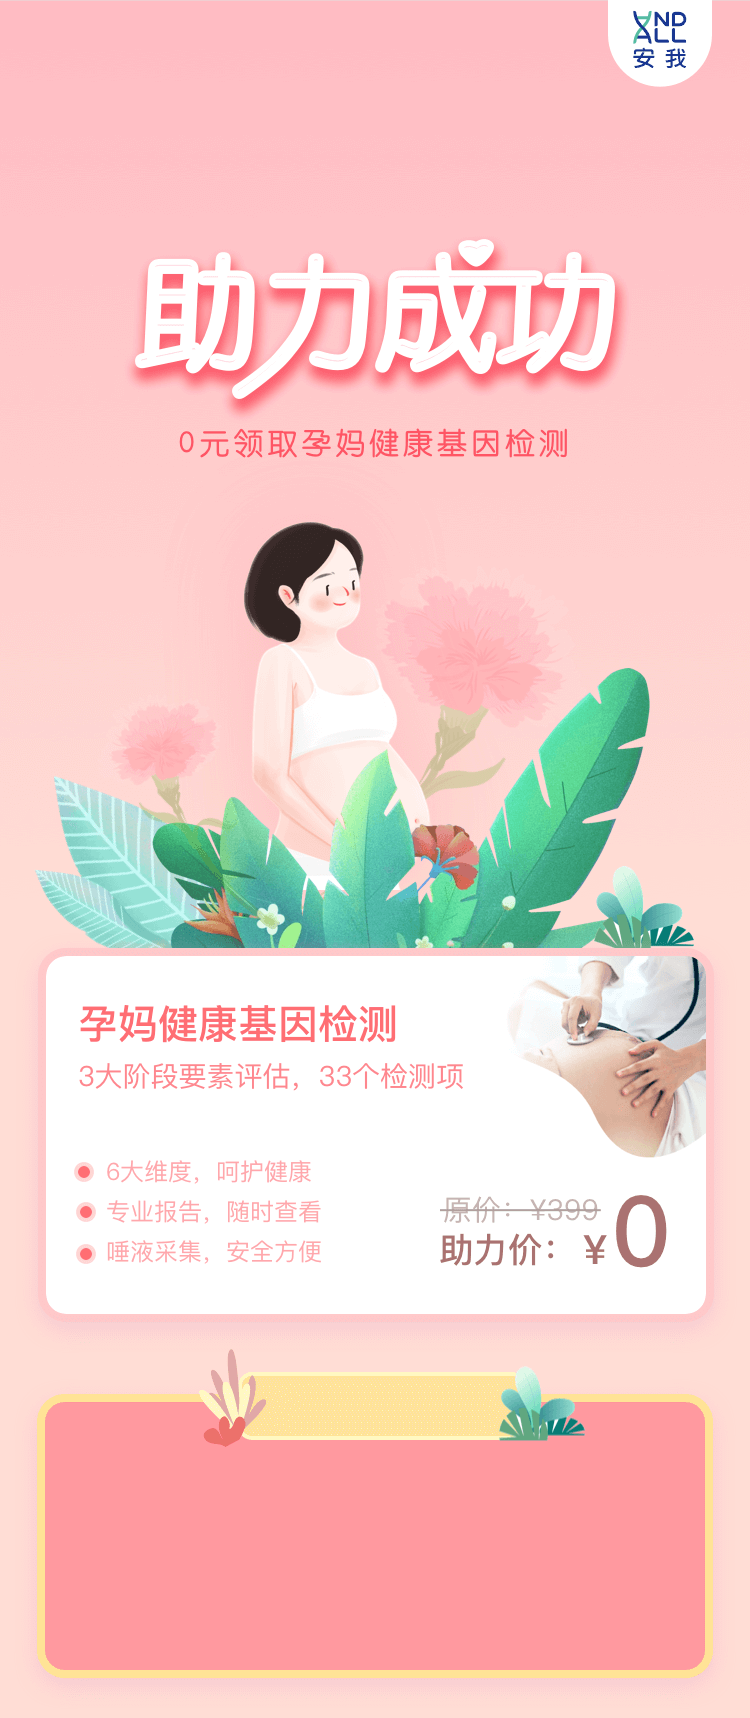 ANDALL
安我
助力成功
0元领取孕妈健康基因检测
孕妈健康基因检测
3大阶段要素评估，33个检测项
6大维度，呵护健康
专业报告，随时查看
唾液采集，安全方便
原价：¥399
助力价：¥0